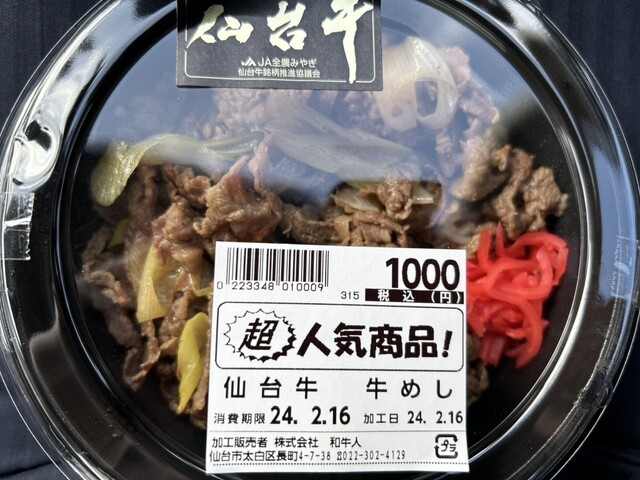 仙台牛
JA全農みやぎ
仙台牛銘柄推進協議会
0 223348 010009
315
1000
税込(円)
超人気商品!
仙台牛 牛めし
消費期限 24. 2.16 加工日 24. 2.16
加工販売者 株式会社 和牛人
仙台市太白区長町4-7-38 ☎022-302-4129
プラ